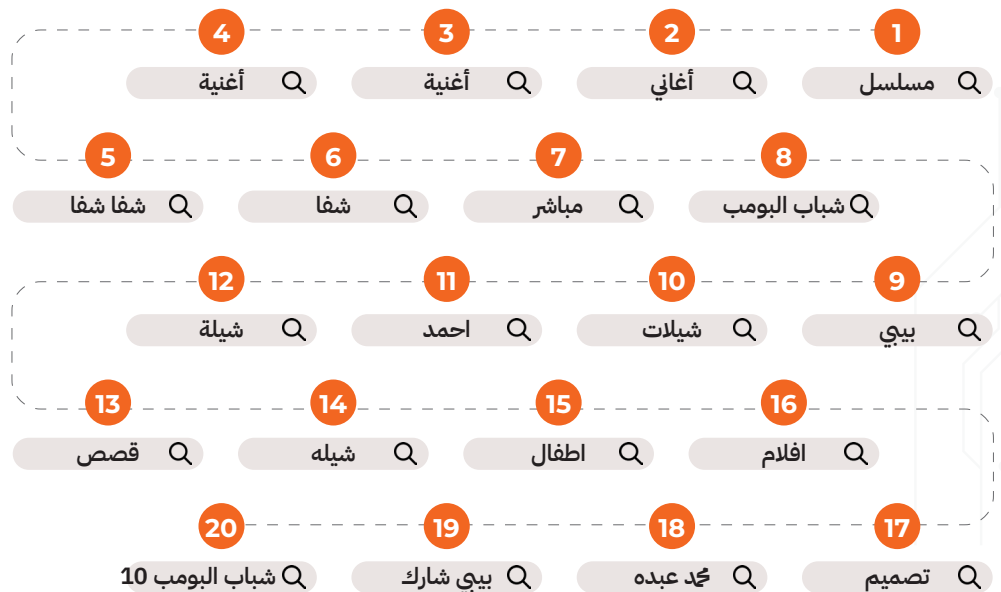 1
مسلسل
2
أغاني
3
أغنية
4
أغنية
5
شفا شفا
6
شفا
7
مباشر
8
شباب البومب
9
بيبي
10
شيلات
11
احمد
12
شيلة
13
قصص
14
شيله
15
اطفال
16
افلام
17
تصميم
18
محمد عبده
19
بيبي شارك
20
شباب البومب 10